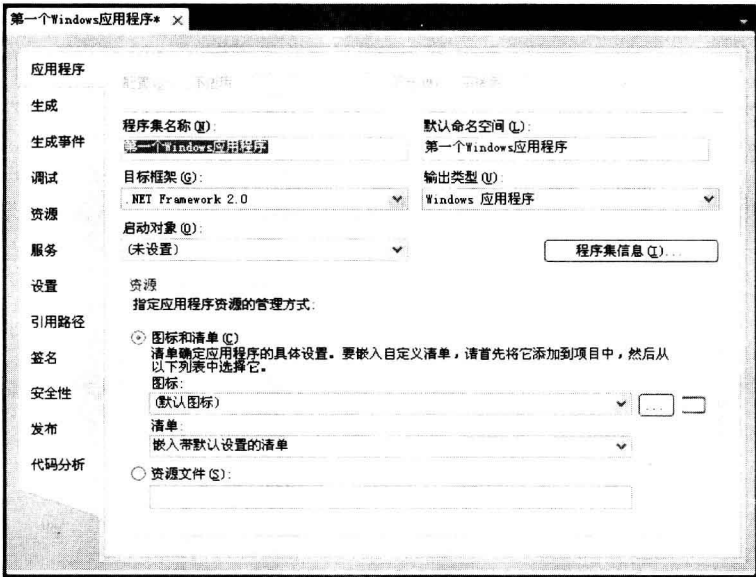 第一个Windows应用程序* ×
应用程序
生成
生成事件
调试
资源
服务
设置
引用路径
签名
安全性
发布
代码分析
程序集名称(N):
默认命名空间(L):
第一个Windows应用程序
第一个Windows应用程序
目标框架(G):
输出类型(U):
.NET Framework 2.0
Windows 应用程序
启动对象(O):
(未设置)
程序集信息(I)...
资源
指定应用程序资源的管理方式:
图标和清单(C)
清单确定应用程序的具体设置。要嵌入自定义清单，请首先将它添加到项目中，然后从
以下列表中选择它。
图标:
(默认图标)
...
清单:
嵌入带默认设置的清单
资源文件(S):